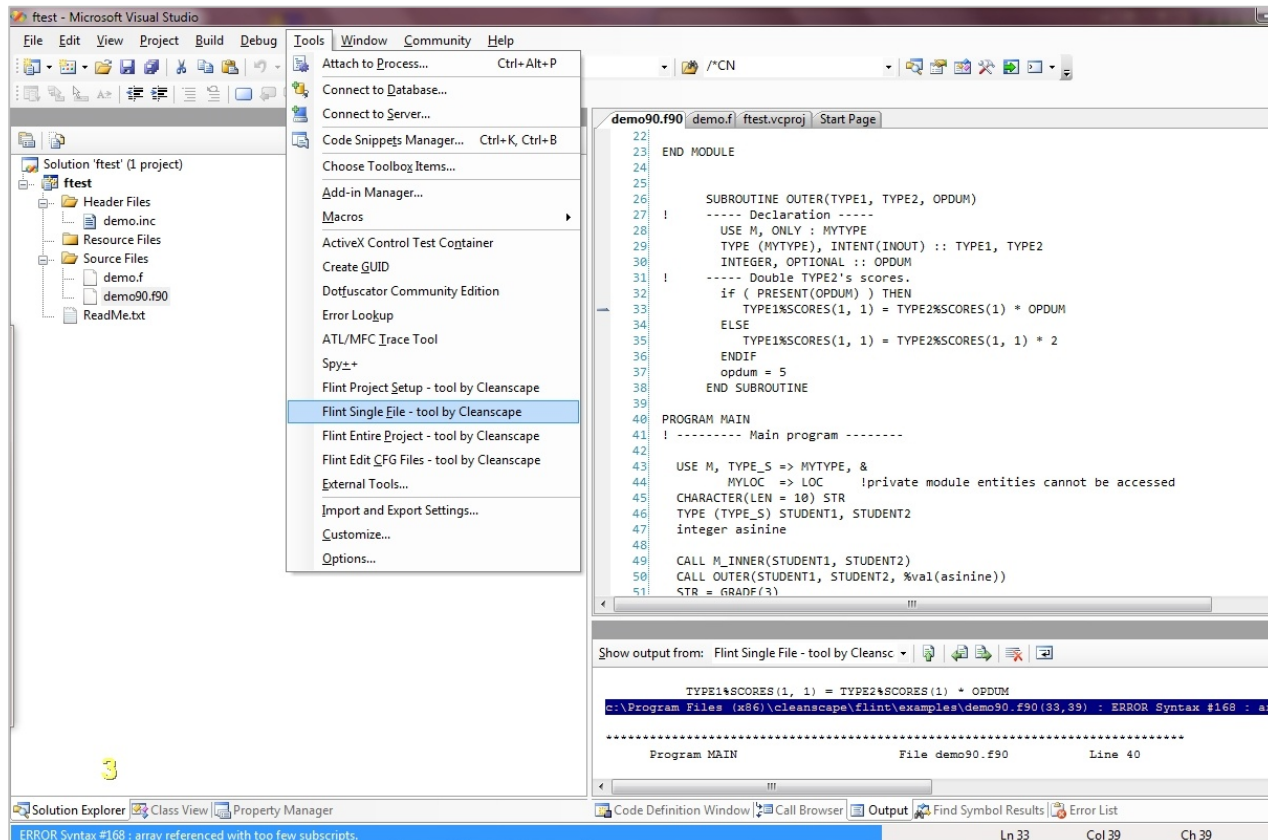 ftest - Microsoft Visual Studio
File Edit View Project Build Debug Tools Window Community Help
/*CN
Attach to Process... Ctrl+Alt+P
Connect to Database...
Connect to Server...
Code Snippets Manager... Ctrl+K, Ctrl+B
Choose Toolbox Items...
Add-in Manager...
Macros
ActiveX Control Test Container
Create GUID
Dotfuscator Community Edition
Error Lookup
ATL/MFC Trace Tool
Spy++
Flint Project Setup - tool by Cleanscape
Flint Single File - tool by Cleanscape
Flint Entire Project - tool by Cleanscape
Flint Edit CFG Files - tool by Cleanscape
External Tools...
Import and Export Settings...
Customize...
Options...
Solution 'ftest' (1 project)
ftest
Header Files
demo.inc
Resource Files
Source Files
demo.f
demo90.f90
ReadMe.txt
3
demo90.f90 demo.f ftest.vcproj Start Page
22
23 END MODULE
24
25
26 SUBROUTINE OUTER(TYPE1, TYPE2, OPDUM)
27 ! ----- Declaration -----
28 USE M, ONLY : MYTYPE
29 TYPE (MYTYPE), INTENT(INOUT) :: TYPE1, TYPE2
30 INTEGER, OPTIONAL :: OPDUM
31 ! ----- Double TYPE2's scores.
32 if ( PRESENT(OPDUM) ) THEN
33 TYPE1%SCORES(1, 1) = TYPE2%SCORES(1) * OPDUM
34 ELSE
35 TYPE1%SCORES(1, 1) = TYPE2%SCORES(1, 1) * 2
36 ENDIF
37 opdum = 5
38 END SUBROUTINE
39
40 PROGRAM MAIN
41 ! --------- Main program --------
42
43 USE M, TYPE_S => MYTYPE, &
44 MYLOC => LOC !private module entities cannot be accessed
45 CHARACTER(LEN = 10) STR
46 TYPE (TYPE_S) STUDENT1, STUDENT2
47 integer asinine
48
49 CALL M_INNER(STUDENT1, STUDENT2)
50 CALL OUTER(STUDENT1, STUDENT2, %val(asinine))
51 STR = GRADE(3)
Show output from: Flint Single File - tool by Cleansc
TYPE1%SCORES(1, 1) = TYPE2%SCORES(1) * OPDUM
c:\Program Files (x86)\cleanscape\flint\examples\demo90.f90(33,39) : ERROR Syntax #168 : a
********************************************************************************
Program MAIN File demo90.f90 Line 40
Solution Explorer Class View Property Manager
Code Definition Window Call Browser Output Find Symbol Results Error List
ERROR Syntax #168 : array referenced with too few subscripts. Ln 33 Col 39 Ch 39